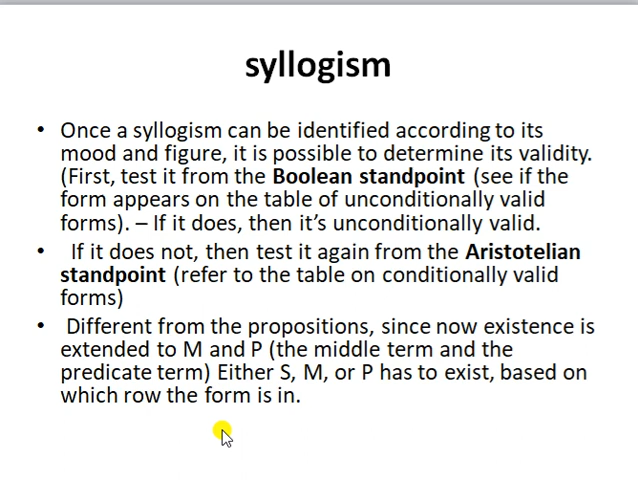 syllogism
• Once a syllogism can be identified according to its
mood and figure, it is possible to determine its validity.
(First, test it from the Boolean standpoint (see if the
form appears on the table of unconditionally valid
forms). – If it does, then it’s unconditionally valid.
• If it does not, then test it again from the Aristotelian
standpoint (refer to the table on conditionally valid
forms)
• Different from the propositions, since now existence is
extended to M and P (the middle term and the
predicate term) Either S, M, or P has to exist, based on
which row the form is in.